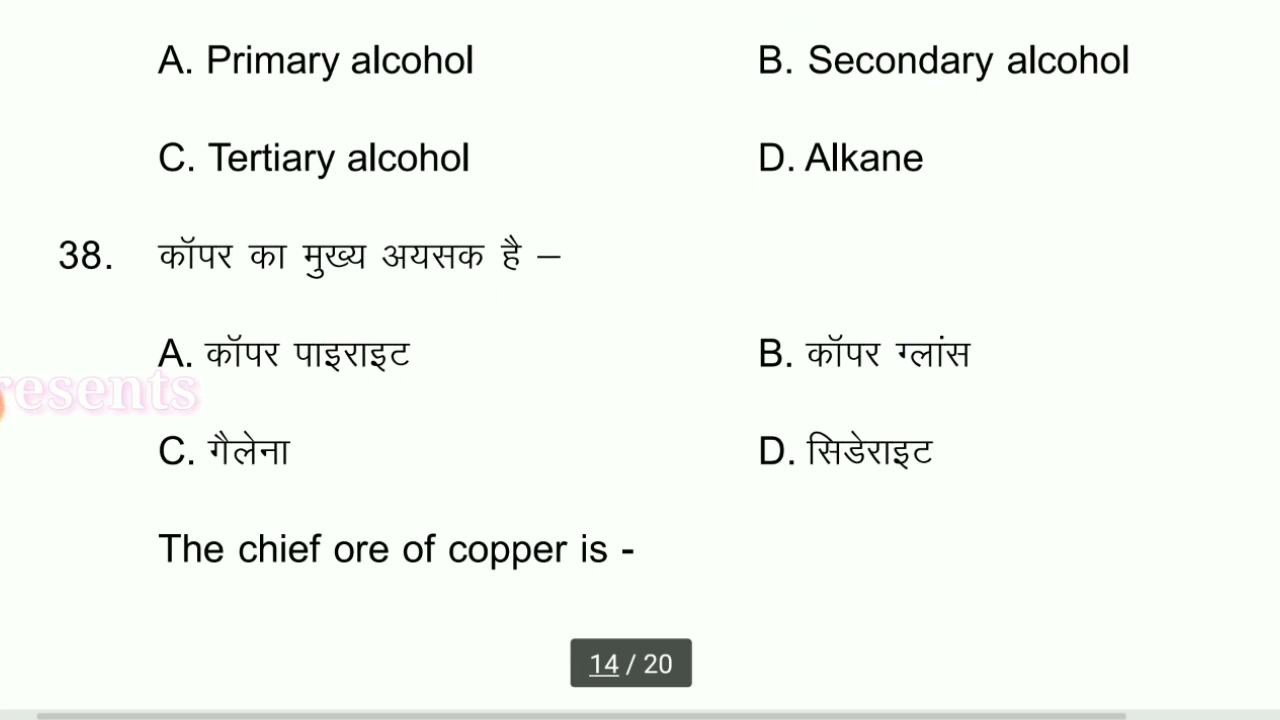 A. Primary alcohol B. Secondary alcohol
C. Tertiary alcohol D. Alkane
38. कॉपर का मुख्य अयसक है –
A. कॉपर पाइराइट B. कॉपर ग्लांस
resents
C. गैलेना D. सिडेराइट
The chief ore of copper is -
14 / 20